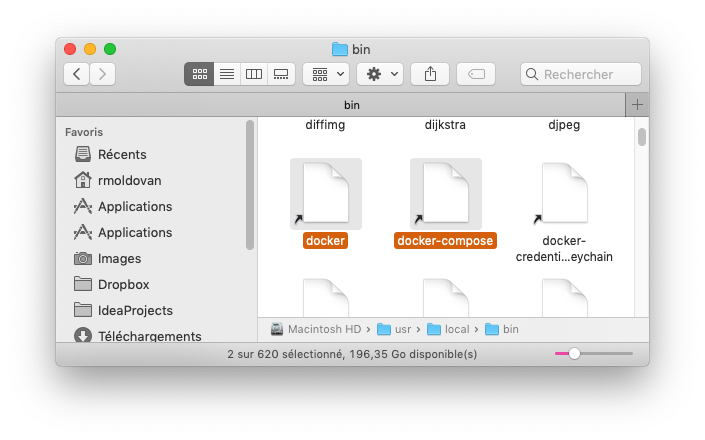 bin
Rechercher
bin
Favoris
Récents
rmoldovan
Applications
Applications
Images
Dropbox
IdeaProjects
Téléchargements
diffimg
dijkstra
djpeg
docker
docker-compose
docker-
credenti...eychain
Macintosh HD › usr › local › bin
2 sur 620 sélectionné, 196,35 Go disponible(s)